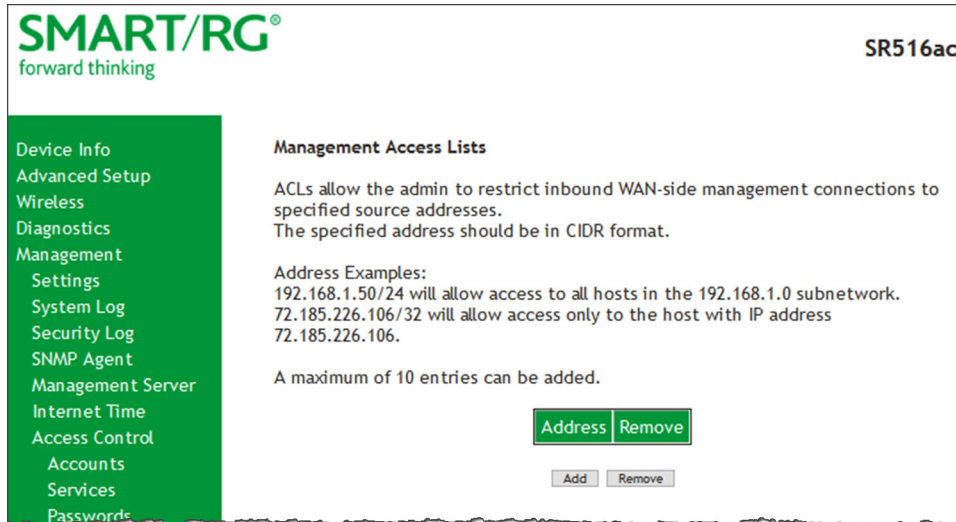 SMART/RG®
forward thinking
SR516ac
Device Info
Advanced Setup
Wireless
Diagnostics
Management
Settings
System Log
Security Log
SNMP Agent
Management Server
Internet Time
Access Control
Accounts
Services
Passwords
Management Access Lists
ACLs allow the admin to restrict inbound WAN-side management connections to
specified source addresses.
The specified address should be in CIDR format.
Address Examples:
192.168.1.50/24 will allow access to all hosts in the 192.168.1.0 subnetwork.
72.185.226.106/32 will allow access only to the host with IP address
72.185.226.106.
A maximum of 10 entries can be added.
Address Remove
Add Remove